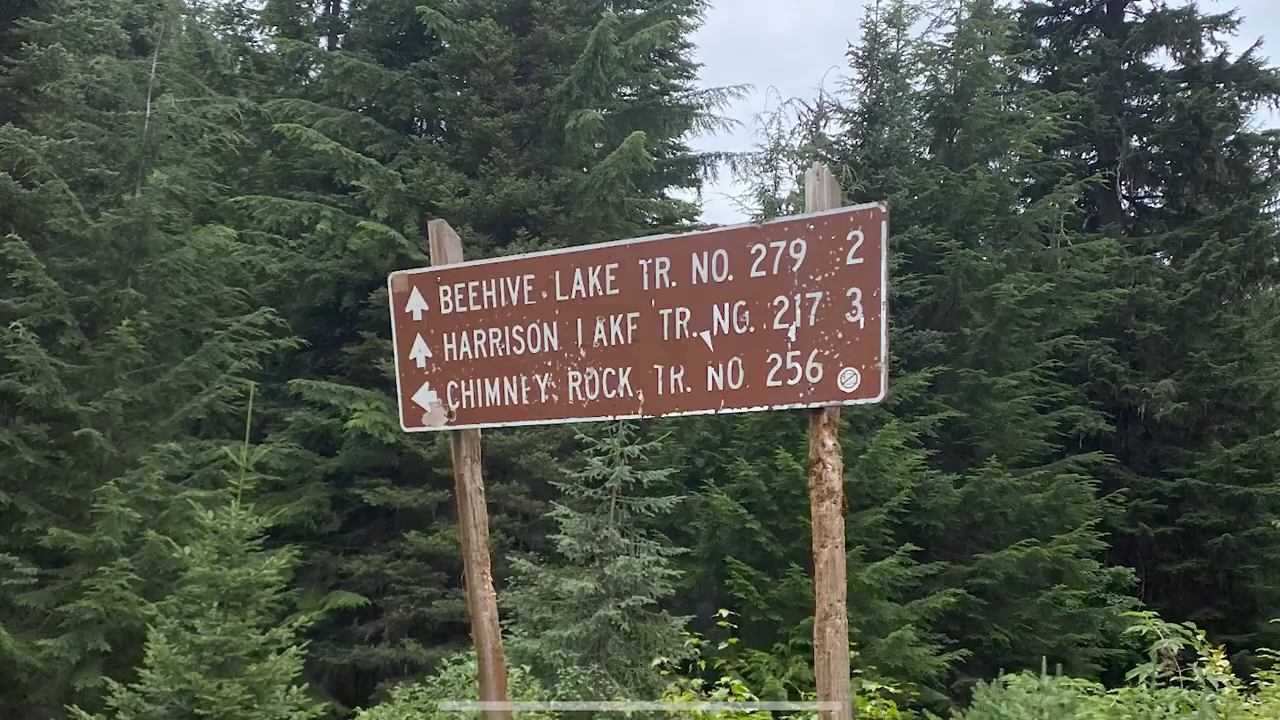 BEEHIVE LAKE TR. NO. 279 2
HARRISON LAKE TR. NO. 217 3
CHIMNEY ROCK TR. NO 256